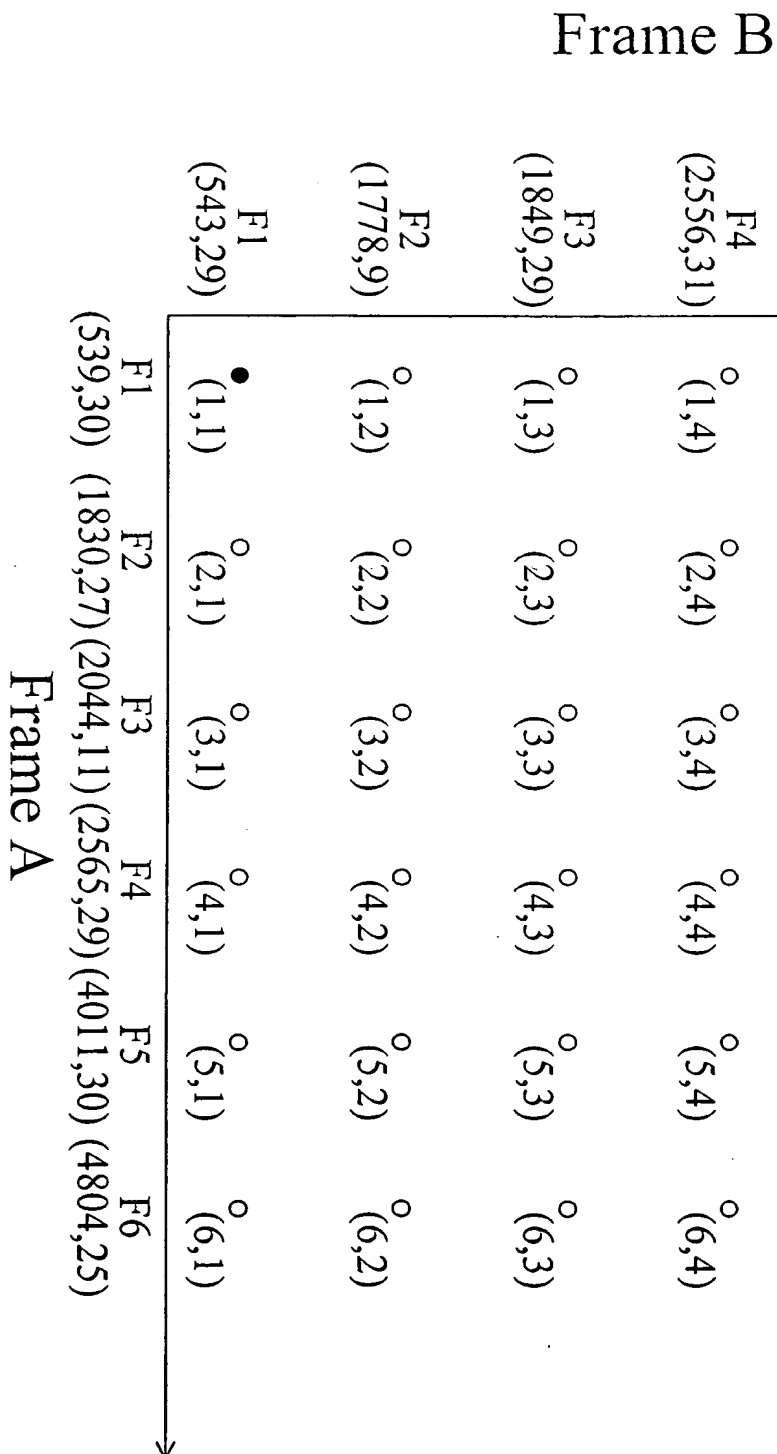 Frame B
F4
(2556,31)
(1,4) (2,4) (3,4) (4,4) (5,4) (6,4)
F3
(1849,29)
(1,3) (2,3) (3,3) (4,3) (5,3) (6,3)
F2
(1778,9)
(1,2) (2,2) (3,2) (4,2) (5,2) (6,2)
F1
(543,29)
(1,1) (2,1) (3,1) (4,1) (5,1) (6,1)
F1 F2 F3 F4 F5 F6
(539,30) (1830,27) (2044,11) (2565,29) (4011,30) (4804,25)
Frame A